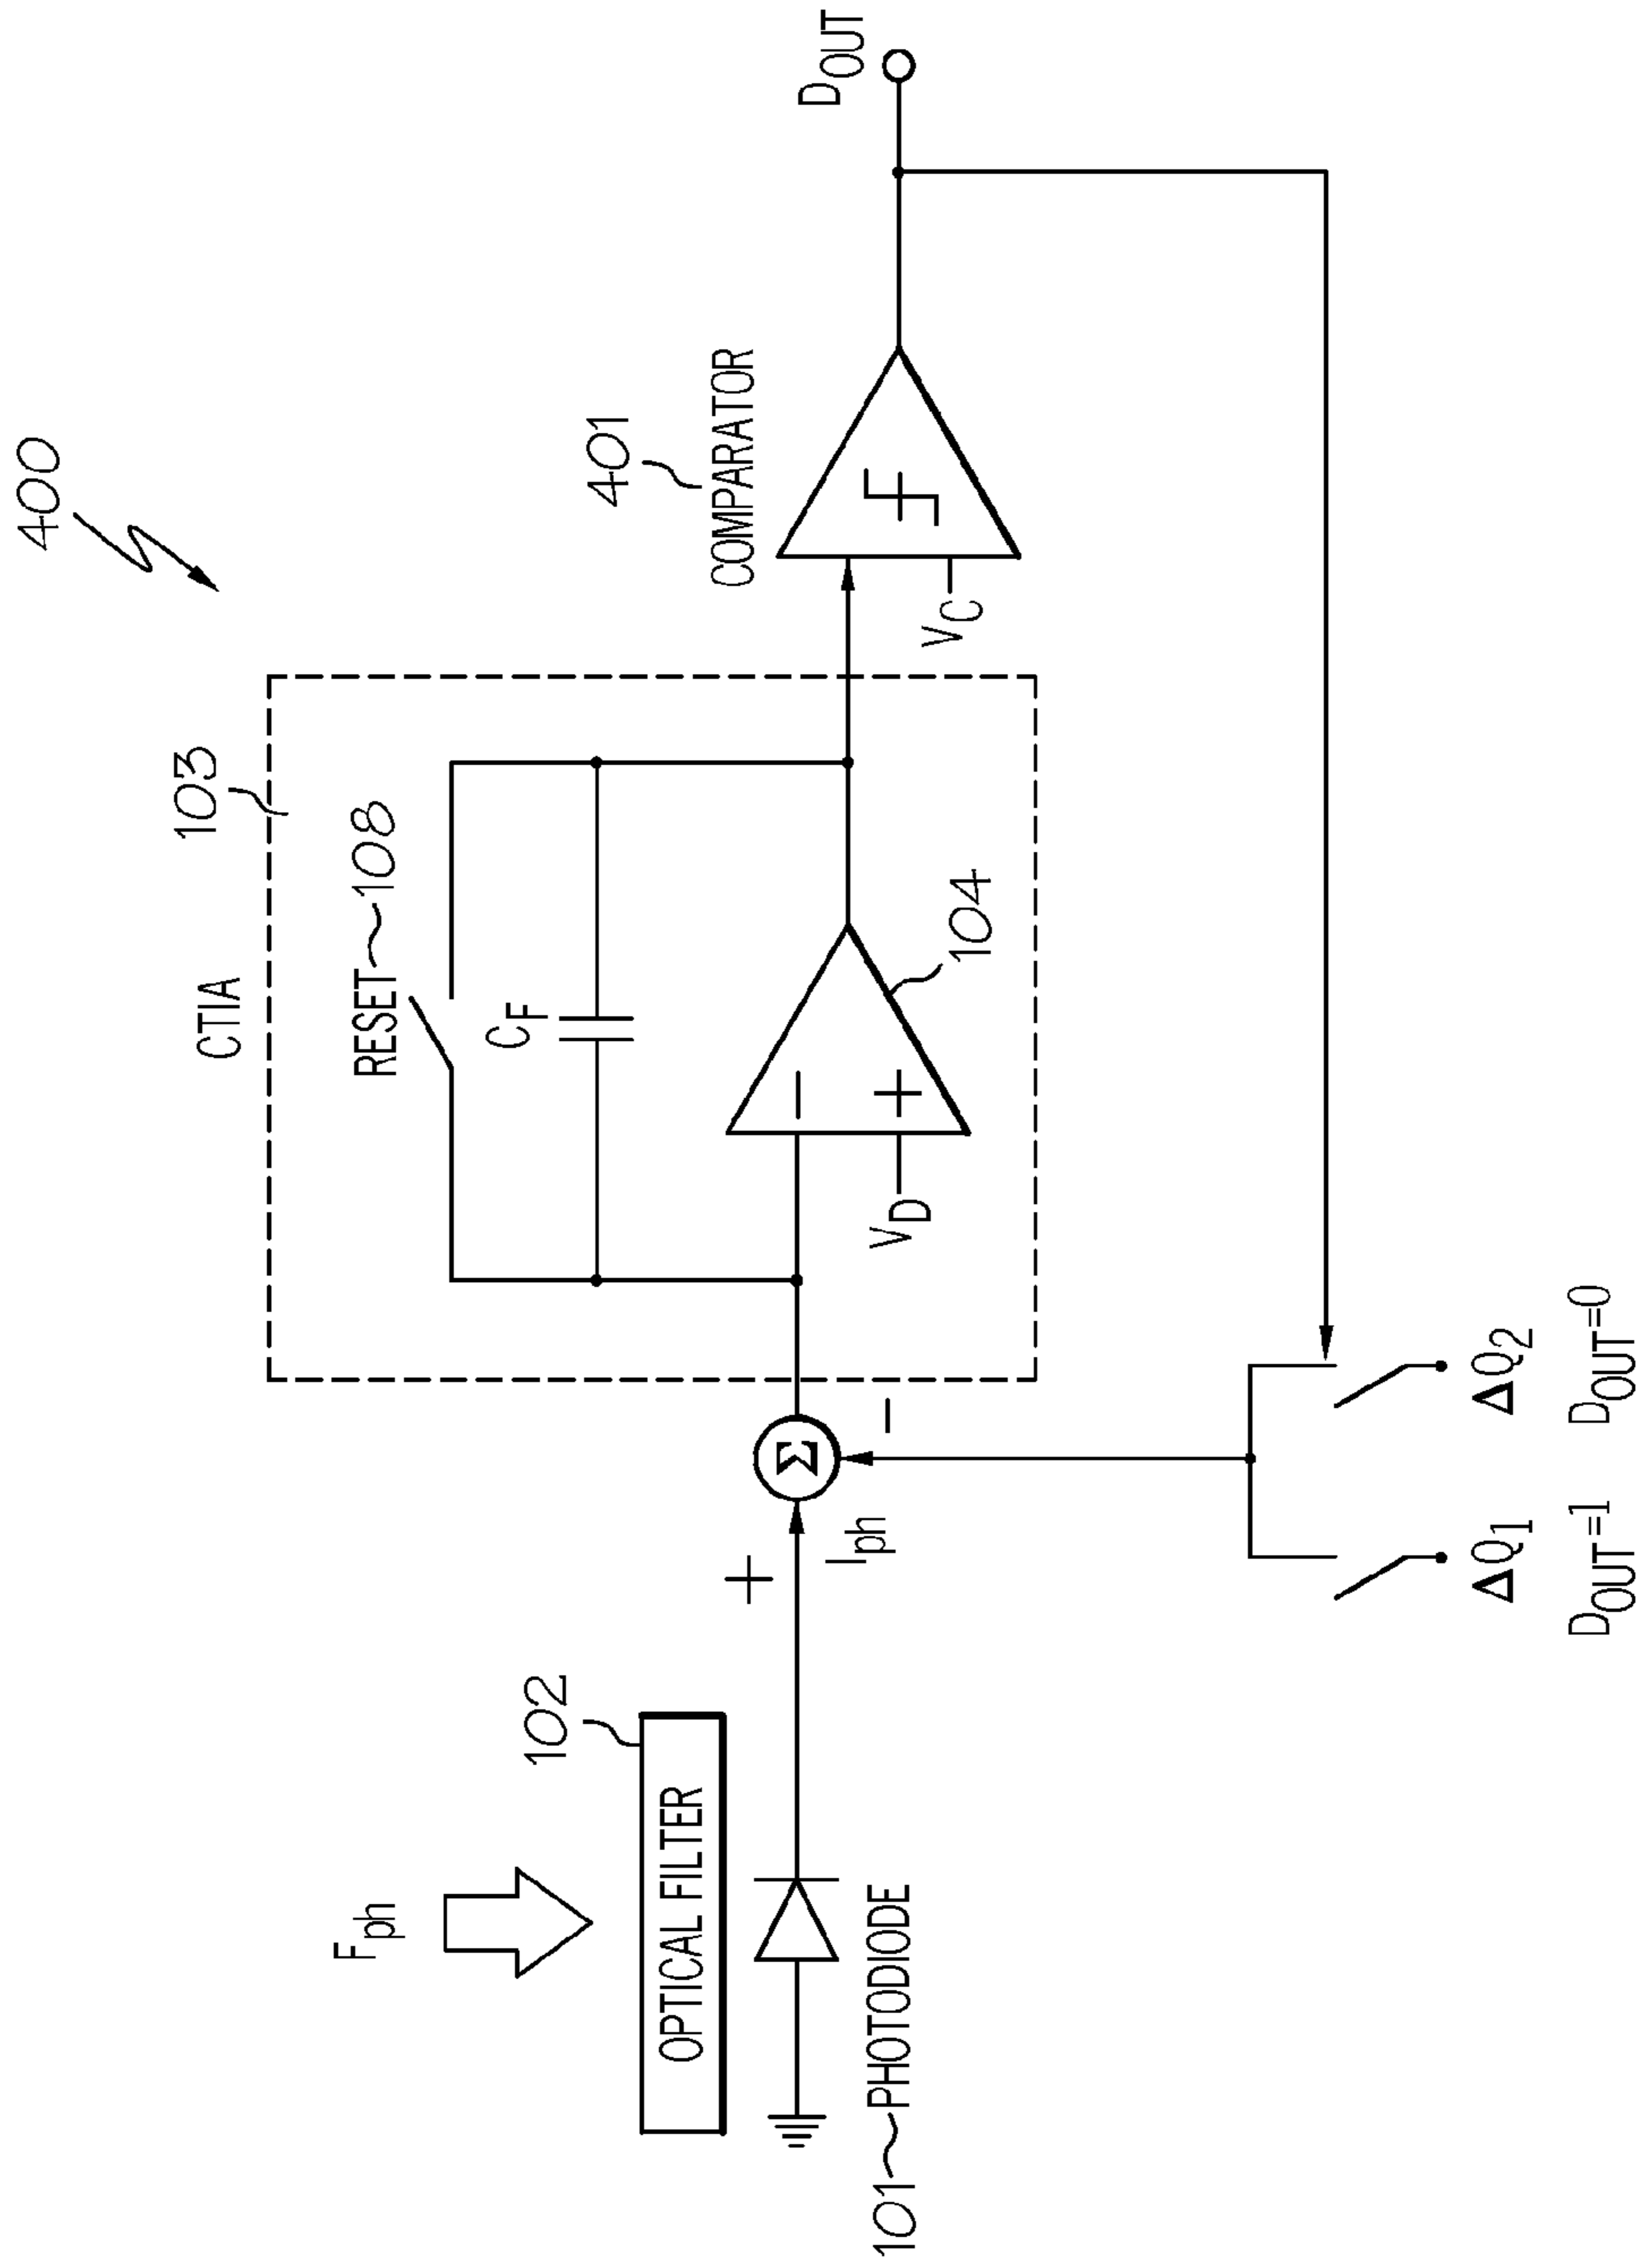 400
103
CTIA
RESET 108
C_F
104
V_D
401
COMPARATOR
V_C
D_OUT
F_ph
102
OPTICAL FILTER
101 PHOTODIODE
+
I_ph
Σ
−
−
+
ΔQ_1
D_OUT=1
ΔQ_2
D_OUT=0